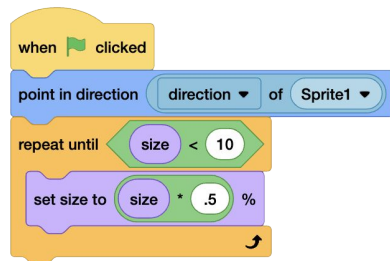 when clicked
point in direction direction of Sprite1
repeat until size < 10
set size to size * .5 %